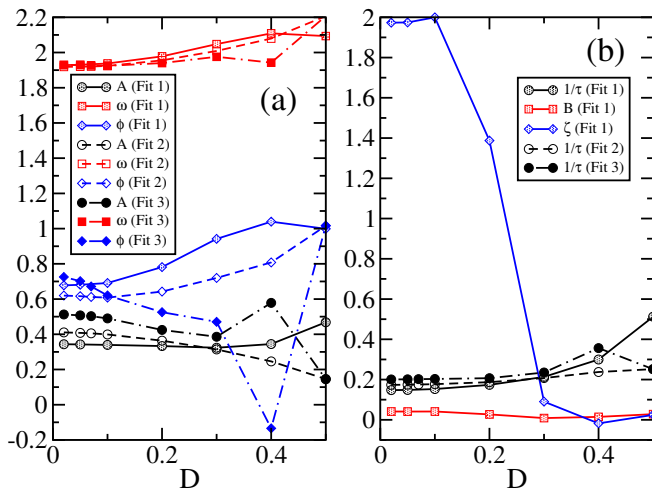 2.2
2
1.8
1.6
1.4
1.2
1
0.8
0.6
0.4
0.2
0
-0.2
0
0.2
0.4
D
(a)
A (Fit 1)
ω (Fit 1)
ϕ (Fit 1)
A (Fit 2)
ω (Fit 2)
ϕ (Fit 2)
A (Fit 3)
ω (Fit 3)
ϕ (Fit 3)
2
1.8
1.6
1.4
1.2
1
0.8
0.6
0.4
0.2
0
0
0.2
0.4
D
(b)
1/τ (Fit 1)
B (Fit 1)
ζ (Fit 1)
1/τ (Fit 2)
1/τ (Fit 3)